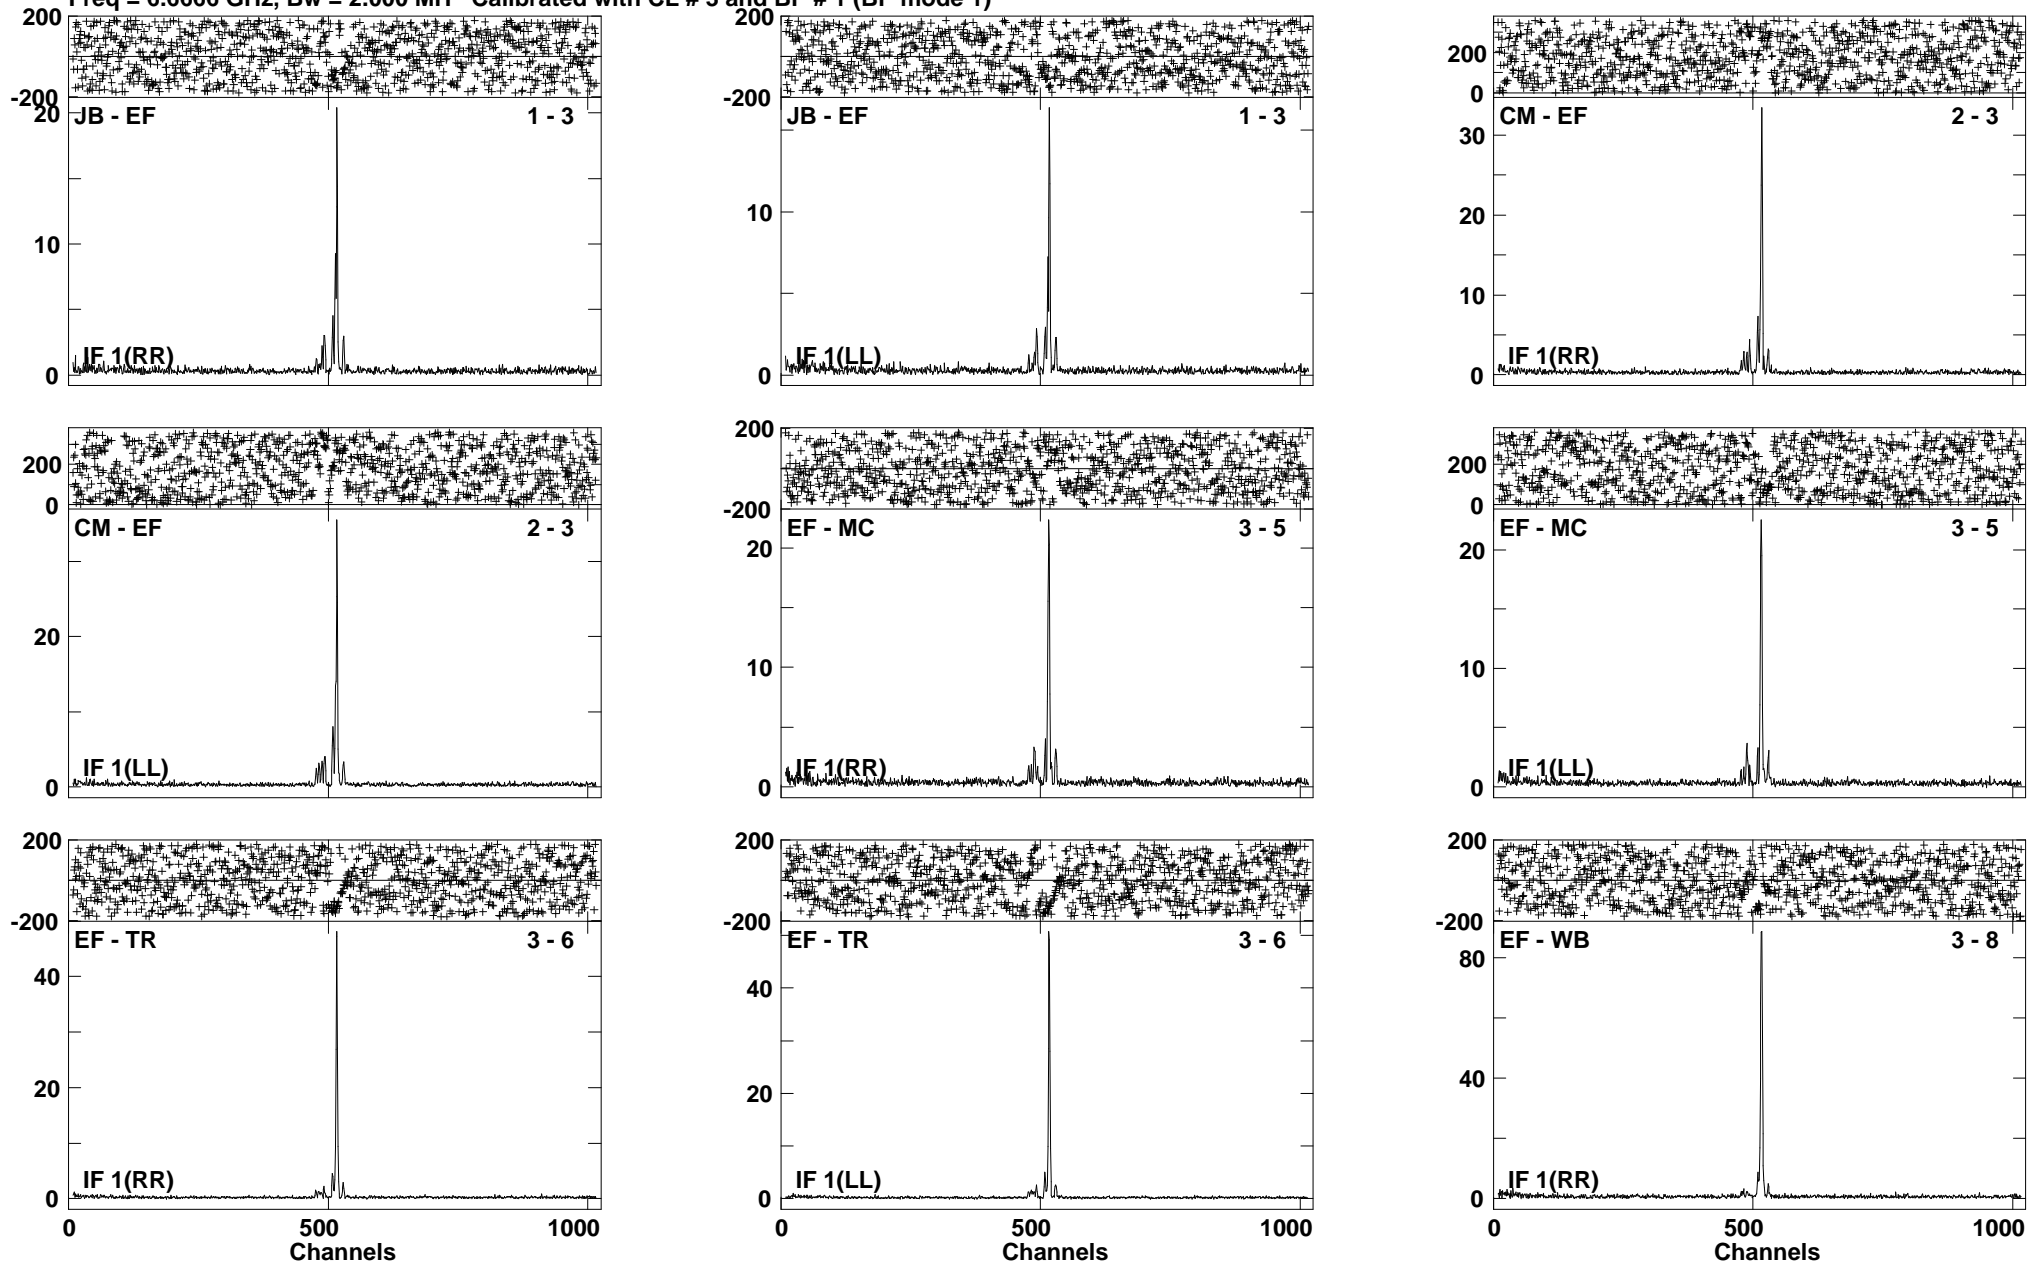 Freq = 6.6666 GHz, Bw = 2.000 MH Calibrated with CL # 3 and BP # 1 (BP mode 1)
200
-200
20
10
0
JB - EF 1 - 3
IF 1(RR)
200
-200
10
0
JB - EF 1 - 3
IF 1(LL)
200
0
30
20
10
0
CM - EF 2 - 3
IF 1(RR)
200
0
20
0
CM - EF 2 - 3
IF 1(LL)
200
-200
20
10
0
EF - MC 3 - 5
IF 1(RR)
200
0
20
10
0
EF - MC 3 - 5
IF 1(LL)
200
-200
40
20
0
EF - TR 3 - 6
IF 1(RR)
0 500 1000
Channels
200
-200
40
20
0
EF - TR 3 - 6
IF 1(LL)
0 500 1000
Channels
200
-200
80
40
0
EF - WB 3 - 8
IF 1(RR)
0 500 1000
Channels